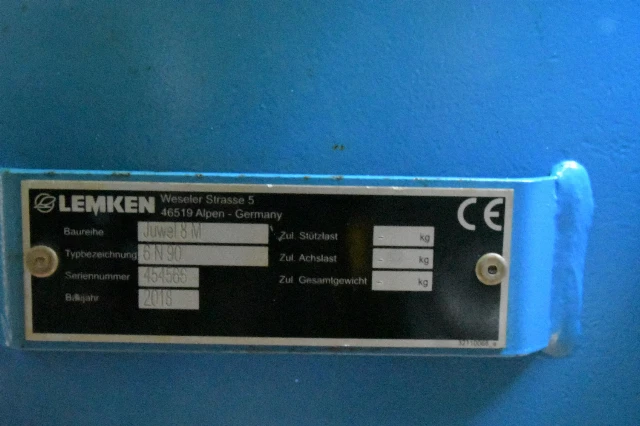 LEMKEN Weseler Strasse 5
46519 Alpen - Germany
CE
Baureihe Juwel 8 M Zul. Stützlast - kg
Typbezeichnung 6 N 90 Zul. Achslast - kg
Seriennummer 454565 Zul. Gesamtgewicht - kg
Baujahr 2018